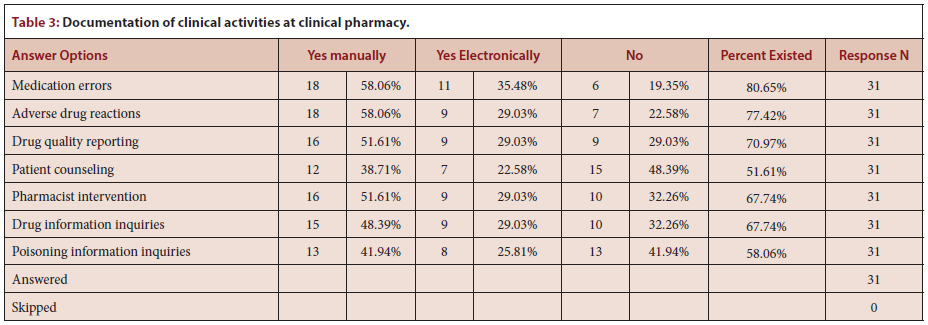 Table 3: Documentation of clinical activities at clinical pharmacy.
Answer Options Yes manually Yes Electronically No Percent Existed Response N
Medication errors 18 58.06% 11 35.48% 6 19.35% 80.65% 31
Adverse drug reactions 18 58.06% 9 29.03% 7 22.58% 77.42% 31
Drug quality reporting 16 51.61% 9 29.03% 9 29.03% 70.97% 31
Patient counseling 12 38.71% 7 22.58% 15 48.39% 51.61% 31
Pharmacist intervention 16 51.61% 9 29.03% 10 32.26% 67.74% 31
Drug information inquiries 15 48.39% 9 29.03% 10 32.26% 67.74% 31
Poisoning information inquiries 13 41.94% 8 25.81% 13 41.94% 58.06% 31
Answered 31
Skipped 0